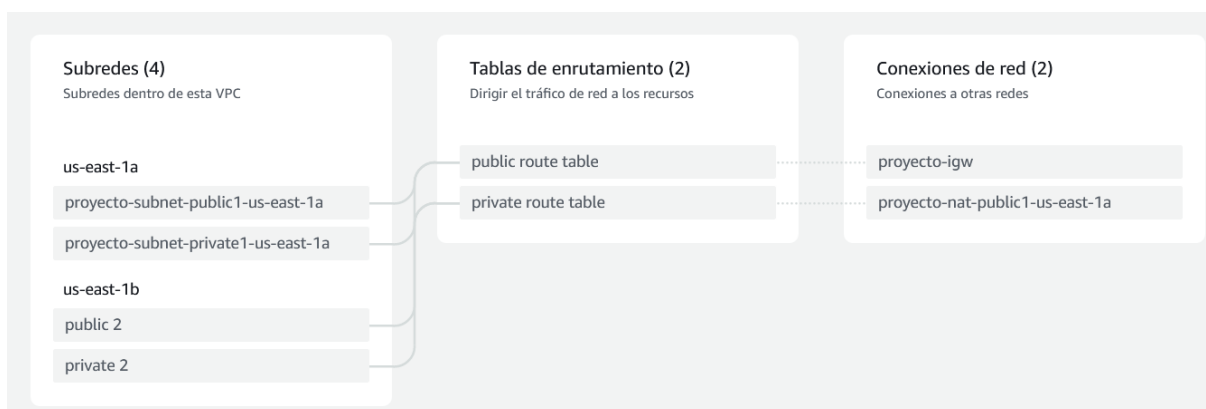 Subredes (4)
Subredes dentro de esta VPC
us-east-1a
proyecto-subnet-public1-us-east-1a
proyecto-subnet-private1-us-east-1a
us-east-1b
public 2
private 2
Tablas de enrutamiento (2)
Dirigir el tráfico de red a los recursos
public route table
private route table
Conexiones de red (2)
Conexiones a otras redes
proyecto-igw
proyecto-nat-public1-us-east-1a